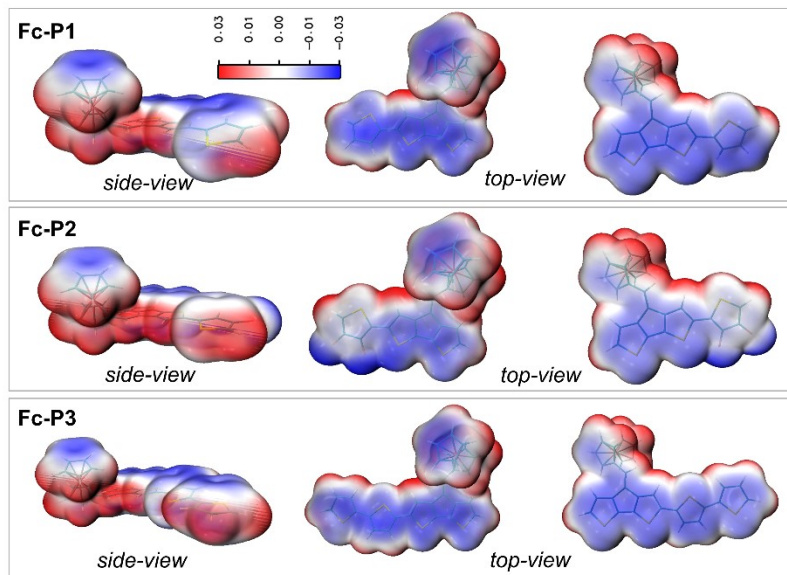 Fc-P1
0.03
0.01
0.00
-0.01
-0.03
side-view
top-view
Fc-P2
side-view
top-view
Fc-P3
side-view
top-view